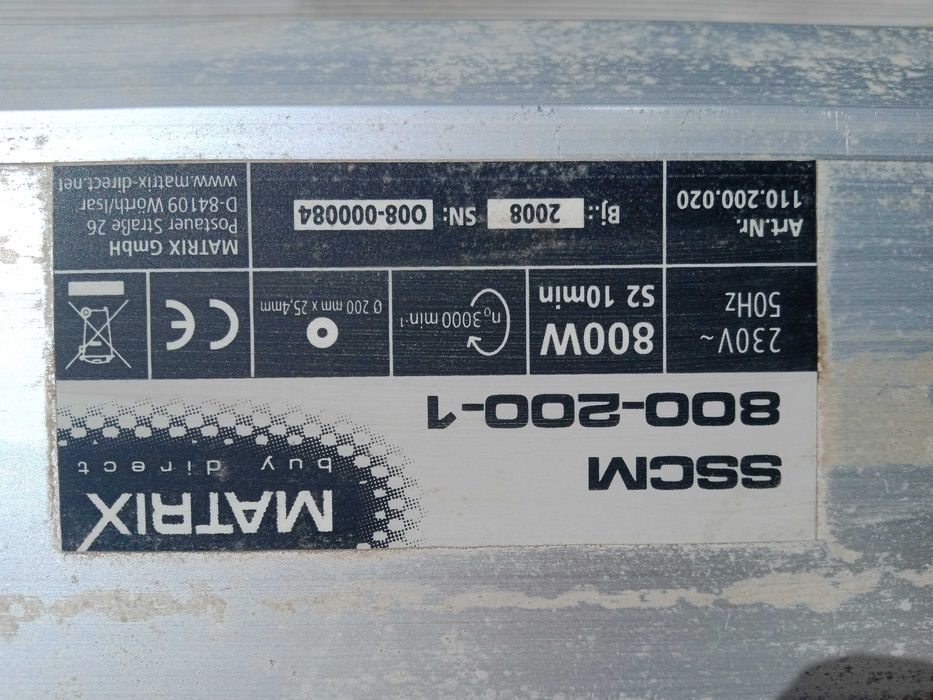 SSCM
800-200-1
MATRIX
buy direct
230V~
50Hz
800W
S2 10min
n₀ 3000 min⁻¹
Ø 200 mm x 25,4mm
CE
Art.Nr.
110.200.020
Bj.: 2008 SN: 008-000084
MATRIX GmbH
Postauer Straße 26
D-84109 Wörth/Isar
www.matrix-direct.net